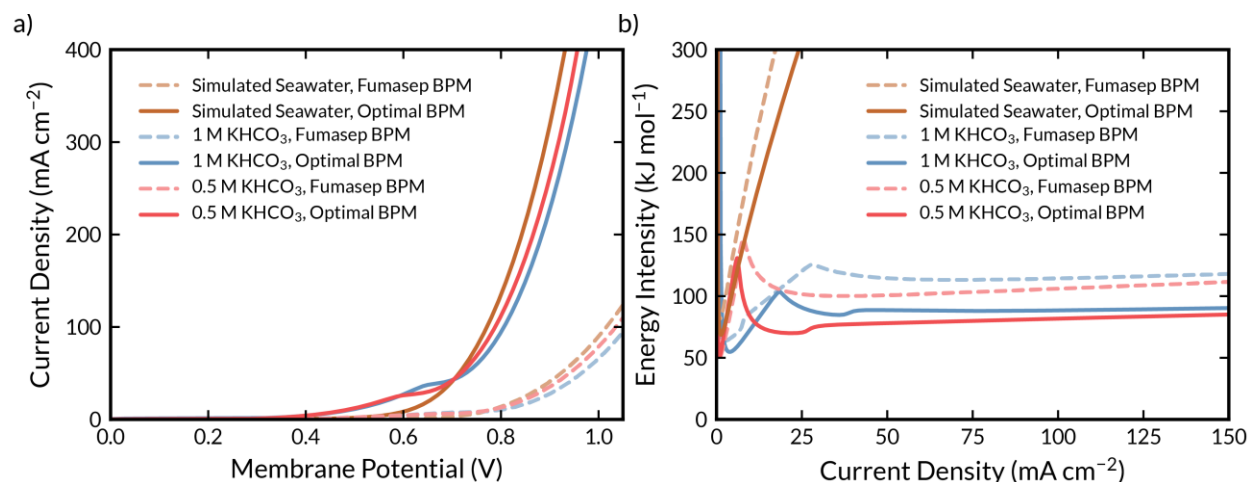 a)
400
300
200
100
0
0.0 0.2 0.4 0.6 0.8 1.0
Current Density (mA cm⁻²)
Membrane Potential (V)
Simulated Seawater, Fumasep BPM
Simulated Seawater, Optimal BPM
1 M KHCO₃, Fumasep BPM
1 M KHCO₃, Optimal BPM
0.5 M KHCO₃, Fumasep BPM
0.5 M KHCO₃, Optimal BPM
b)
300
250
200
150
100
50
0
0 25 50 75 100 125 150
Energy Intensity (kJ mol⁻¹)
Current Density (mA cm⁻²)
Simulated Seawater, Fumasep BPM
Simulated Seawater, Optimal BPM
1 M KHCO₃, Fumasep BPM
1 M KHCO₃, Optimal BPM
0.5 M KHCO₃, Fumasep BPM
0.5 M KHCO₃, Optimal BPM